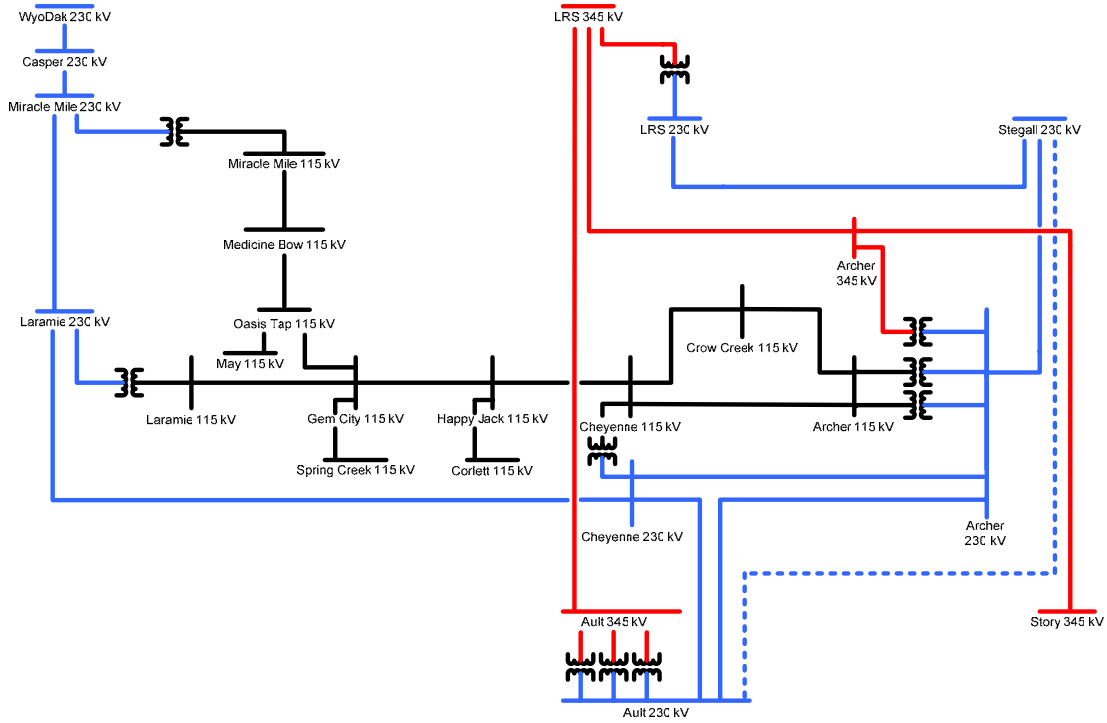 WyoDak 230 kV
LRS 345 kV
Casper 230 kV
Miracle Mile 230 kV
LRS 230 kV
Stegall 230 kV
Miracle Mile 115 kV
Medicine Bow 115 kV
Archer
345 kV
Laramie 230 kV
Oasis Tap 115 kV
Crow Creek 115 kV
May 115 kV
Laramie 115 kV
Gem City 115 kV
Happy Jack 115 kV
Cheyenne 115 kV
Archer 115 kV
Spring Creek 115 kV
Corlett 115 kV
Cheyenne 230 kV
Archer
230 kV
Ault 345 kV
Story 345 kV
Ault 230 kV